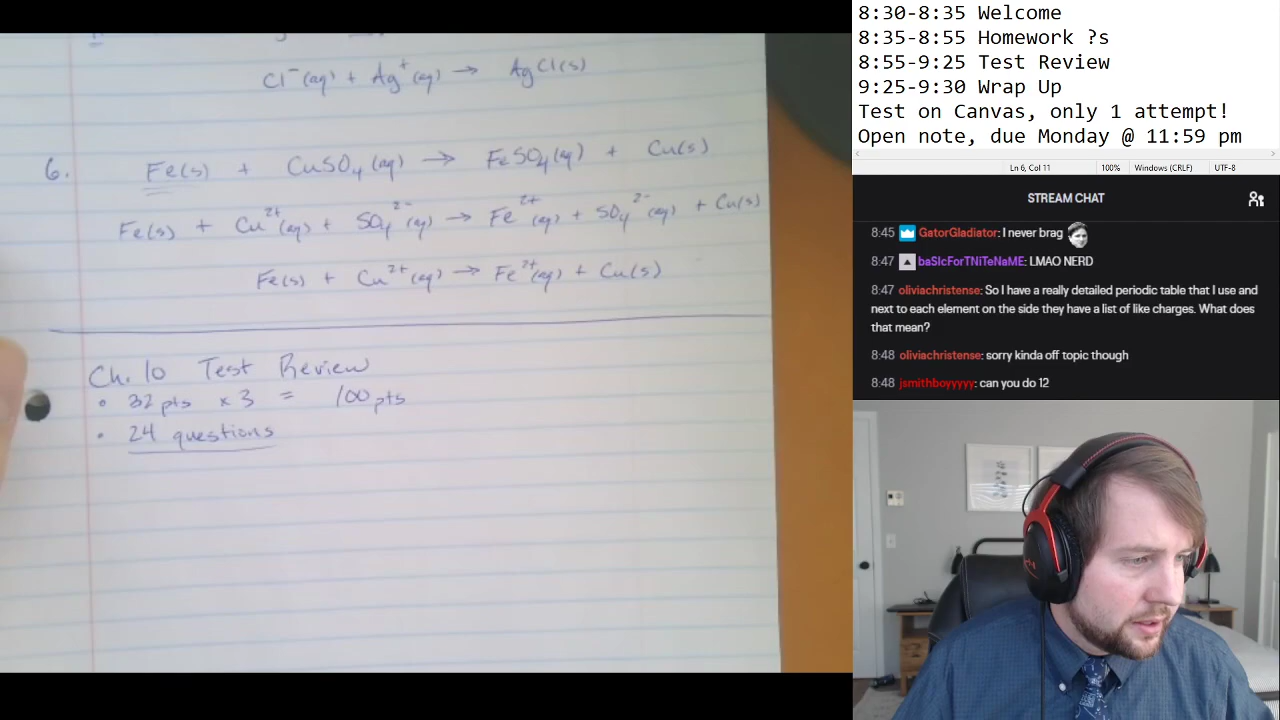 Cl⁻(aq) + Ag⁺(aq) → AgCl(s)
6. Fe(s) + CuSO₄(aq) → FeSO₄(aq) + Cu(s)
Fe(s) + Cu²⁺(aq) + SO₄²⁻(aq) → Fe²⁺(aq) + SO₄²⁻(aq) + Cu(s)
Fe(s) + Cu²⁺(aq) → Fe²⁺(aq) + Cu(s)
Ch. 10 Test Review
• 32 pts x 3 = 100 pts
• 24 questions
8:30-8:35 Welcome
8:35-8:55 Homework ?s
8:55-9:25 Test Review
9:25-9:30 Wrap Up
Test on Canvas, only 1 attempt!
Open note, due Monday @ 11:59 pm
Ln 6, Col 11 100% Windows (CRLF) UTF-8
STREAM CHAT
8:45 GatorGladiator: I never brag
8:47 baSIcForTNiTeNaME: LMAO NERD
8:47 oliviachristense: So I have a really detailed periodic table that I use and
next to each element on the side they have a list of like charges. What does
that mean?
8:48 oliviachristense: sorry kinda off topic though
8:48 jsmithboyyyyy: can you do 12